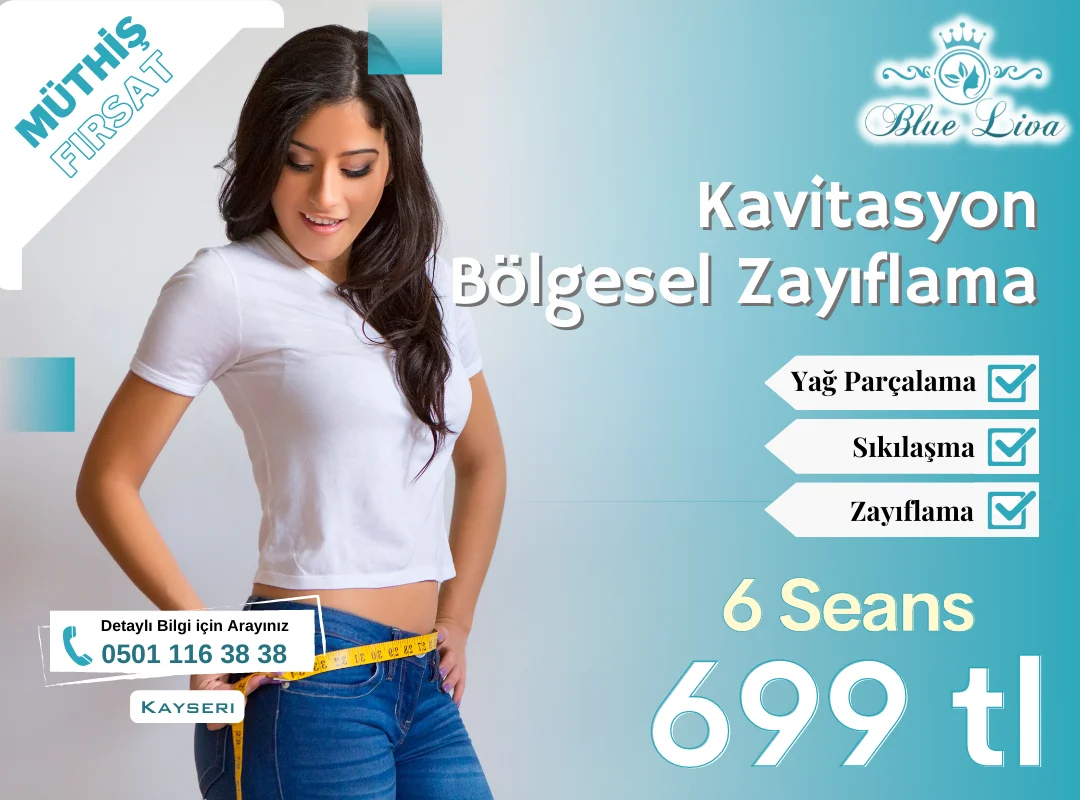 MÜTHİŞ
FIRSAT
Blue Liva
Kavitasyon
Bölgesel Zayıflama
Yağ Parçalama
Sıkılaşma
Zayıflama
6 Seans
699 tl
Detaylı Bilgi için Arayınız
0501 116 38 38
KAYSERI